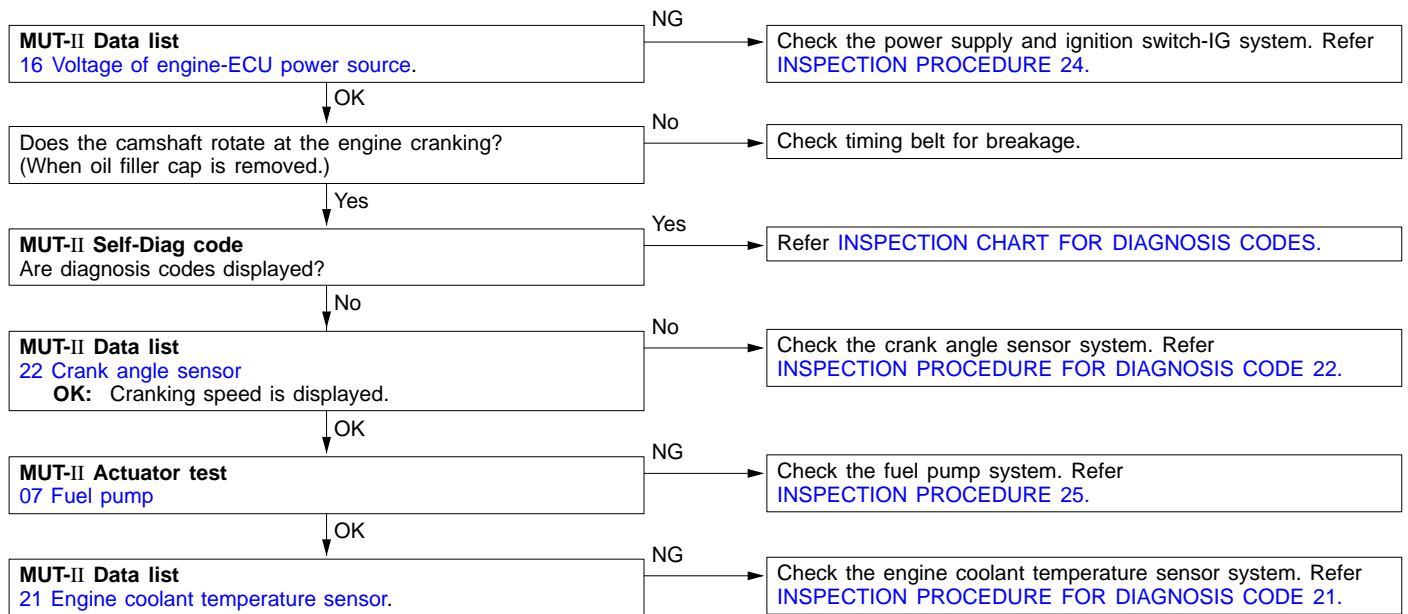 NG
MUT-II Data list
16 Voltage of engine-ECU power source.
Check the power supply and ignition switch-IG system. Refer
INSPECTION PROCEDURE 24.
OK
Does the camshaft rotate at the engine cranking?
(When oil filler cap is removed.)
No
Check timing belt for breakage.
Yes
MUT-II Self-Diag code
Are diagnosis codes displayed?
Yes
Refer INSPECTION CHART FOR DIAGNOSIS CODES.
No
MUT-II Data list
22 Crank angle sensor
OK: Cranking speed is displayed.
No
Check the crank angle sensor system. Refer
INSPECTION PROCEDURE FOR DIAGNOSIS CODE 22.
OK
MUT-II Actuator test
07 Fuel pump
NG
Check the fuel pump system. Refer
INSPECTION PROCEDURE 25.
OK
MUT-II Data list
21 Engine coolant temperature sensor.
NG
Check the engine coolant temperature sensor system. Refer
INSPECTION PROCEDURE FOR DIAGNOSIS CODE 21.